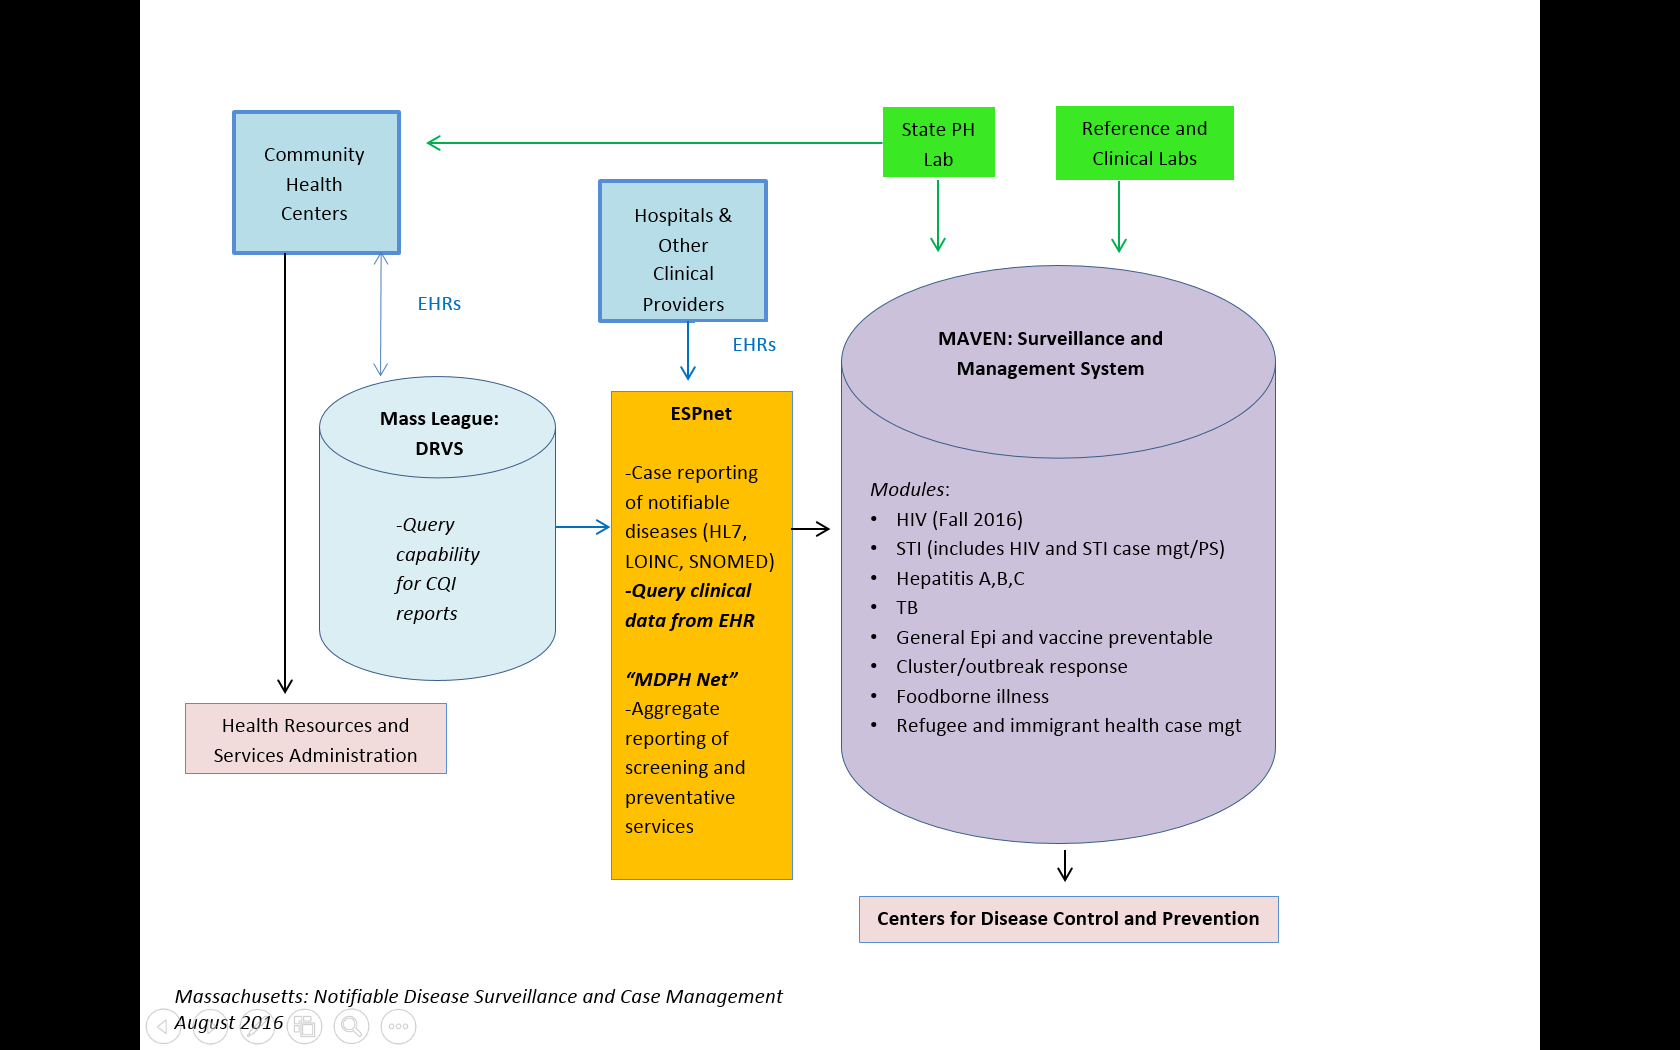 Community
Health
Centers
State PH
Lab
Reference and
Clinical Labs
Hospitals &
Other
Clinical
Providers
EHRs
EHRs
MAVEN: Surveillance and
Management System
Mass League:
DRVS
-Query
capability
for CQI
reports
ESPnet
-Case reporting
of notifiable
diseases (HL7,
LOINC, SNOMED)
-Query clinical
data from EHR
“MDPH Net”
-Aggregate
reporting of
screening and
preventative
services
Modules:
• HIV (Fall 2016)
• STI (includes HIV and STI case mgt/PS)
• Hepatitis A,B,C
• TB
• General Epi and vaccine preventable
• Cluster/outbreak response
• Foodborne illness
• Refugee and immigrant health case mgt
Health Resources and
Services Administration
Centers for Disease Control and Prevention
Massachusetts: Notifiable Disease Surveillance and Case Management
August 2016